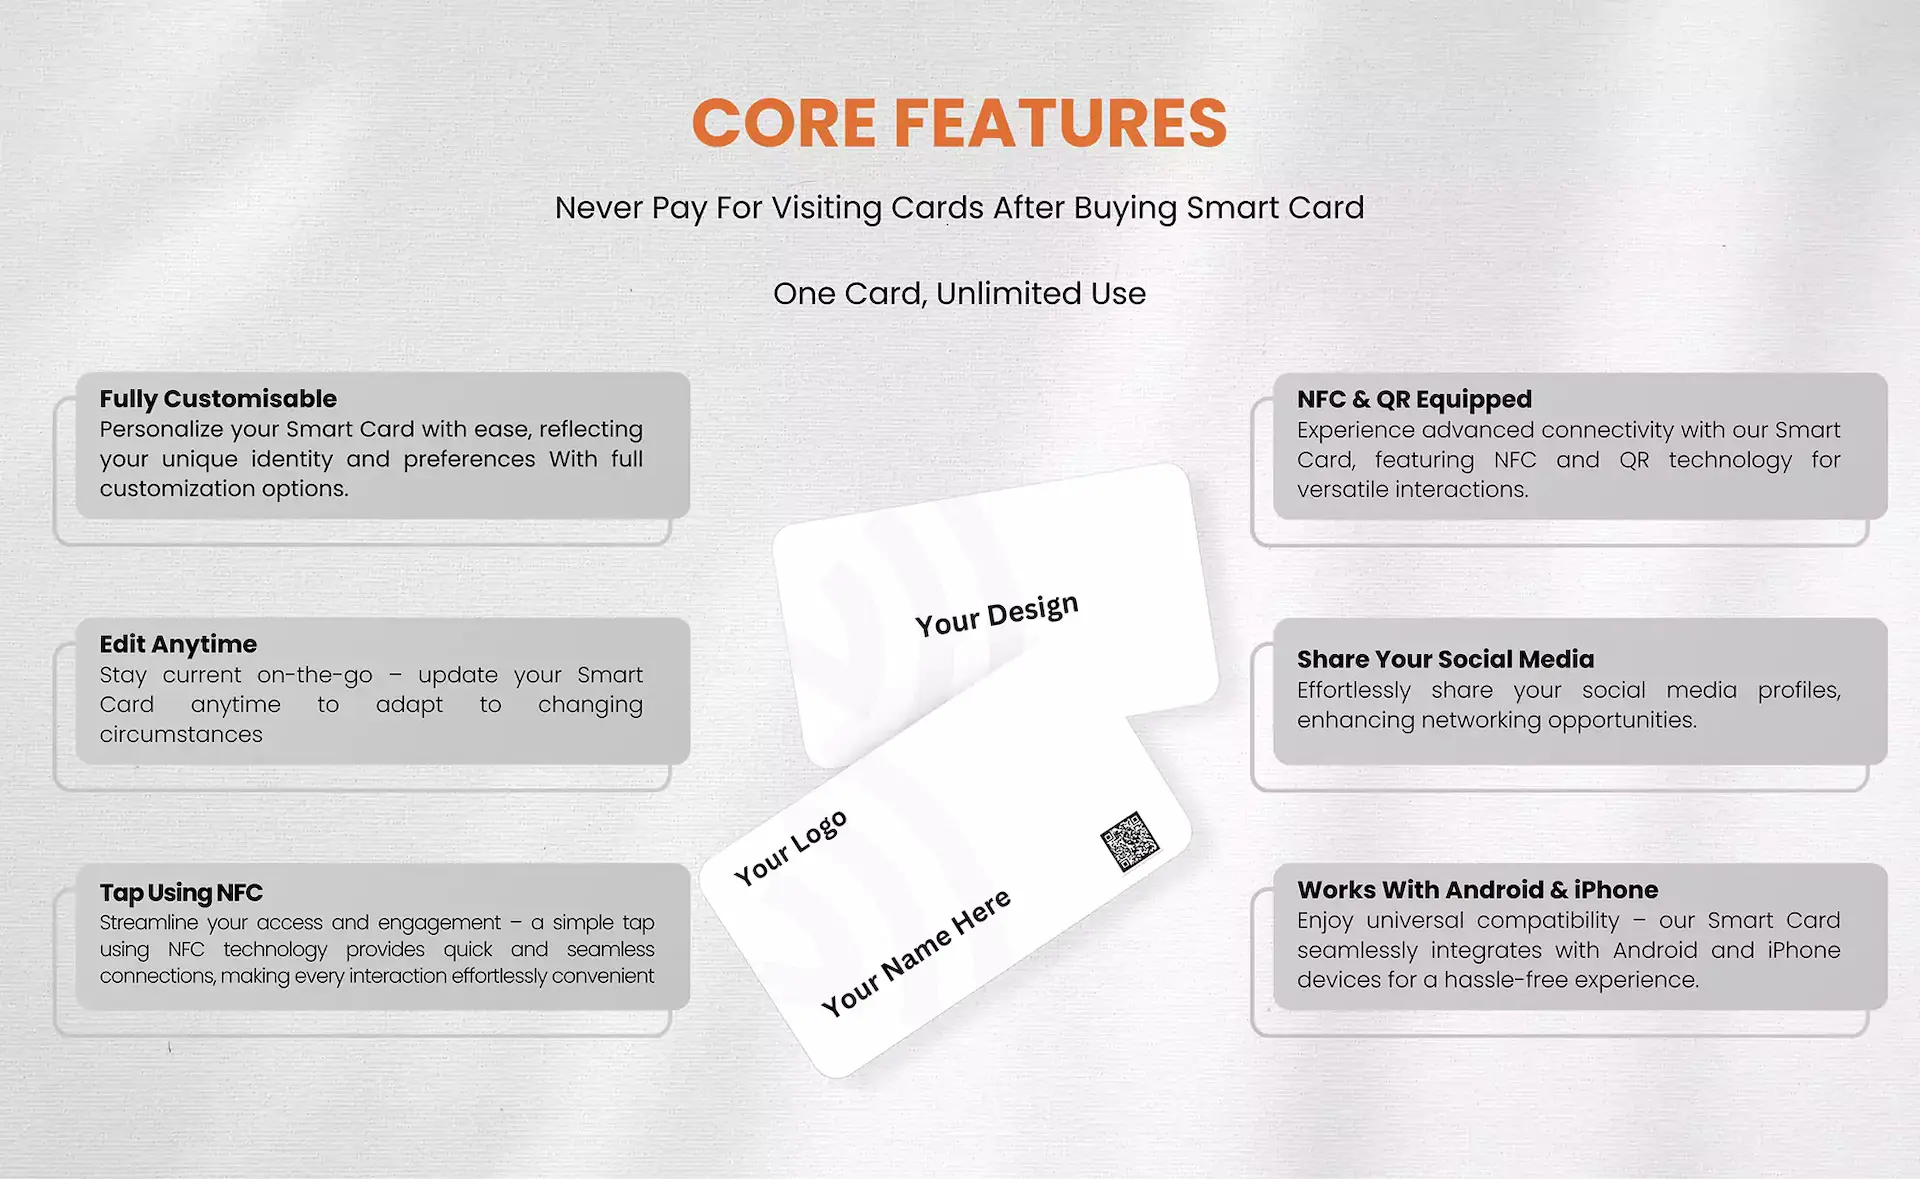 CORE FEATURES
Never Pay For Visiting Cards After Buying Smart Card
One Card, Unlimited Use
Fully Customisable
Personalize your Smart Card with ease, reflecting
your unique identity and preferences With full
customization options.
Edit Anytime
Stay current on-the-go – update your Smart
Card anytime to adapt to changing
circumstances
Tap Using NFC
Streamline your access and engagement – a simple tap
using NFC technology provides quick and seamless
connections, making every interaction effortlessly convenient
Your Design
Your Logo
Your Name Here
NFC & QR Equipped
Experience advanced connectivity with our Smart
Card, featuring NFC and QR technology for
versatile interactions.
Share Your Social Media
Effortlessly share your social media profiles,
enhancing networking opportunities.
Works With Android & iPhone
Enjoy universal compatibility – our Smart Card
seamlessly integrates with Android and iPhone
devices for a hassle-free experience.